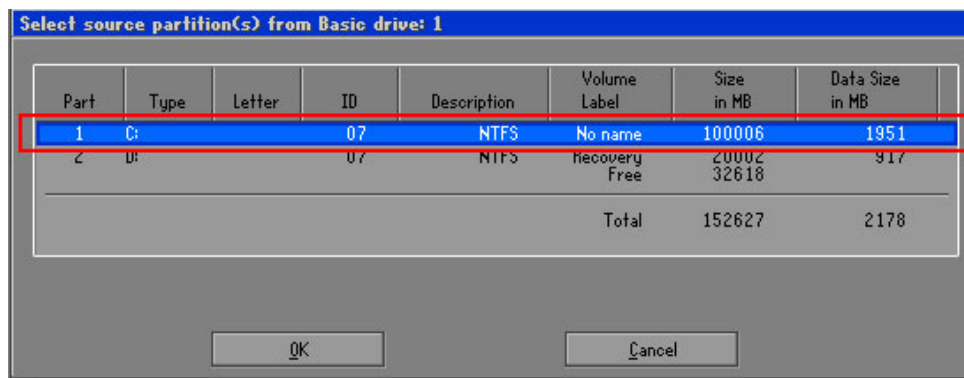 Select source partition(s) from Basic drive: 1
Part Type Letter ID Description Volume Label Size in MB Data Size in MB
1 C: 07 NTFS No name 100006 1951
2 D: 07 NTFS Recovery 20002 917
Free 32618
Total 152627 2178
OK Cancel